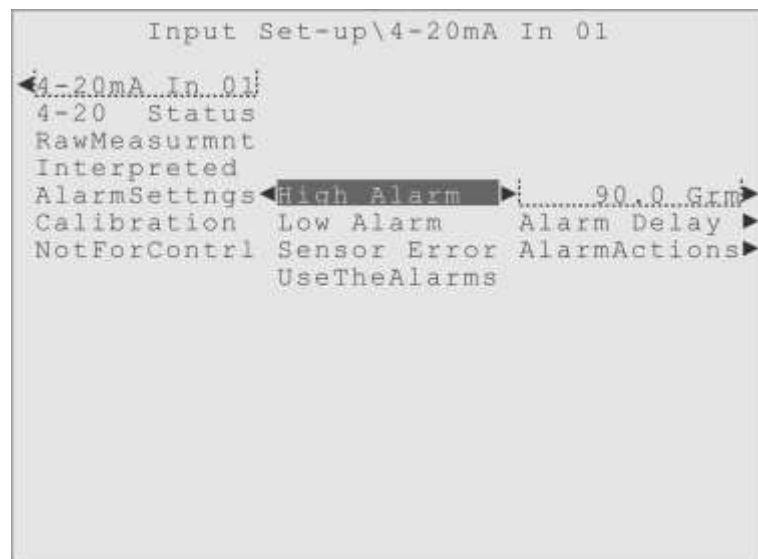 Input Set-up\4-20mA In 01
4-20mA In 01
4-20 Status
RawMeasurmnt
Interpreted
AlarmSettngs High Alarm 90.0 Grm
Calibration Low Alarm Alarm Delay
NotForContrl Sensor Error AlarmActions
UseTheAlarms